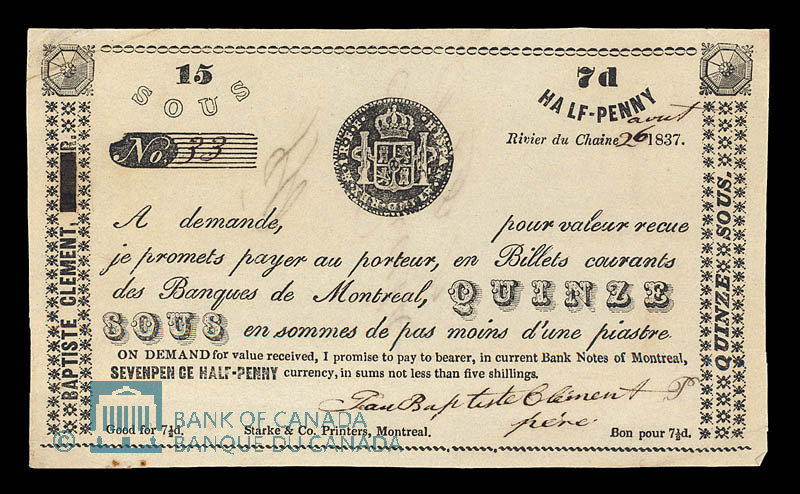 15
SOUS
7d
HALF-PENNY
No. 33
Rivier du Chaine 26 aout 1837.
A demande, pour valeur recue
je promets payer au porteur, en Billets courants
des Banques de Montreal, QUINZE
SOUS en sommes de pas moins d'une piastre.
ON DEMAND for value received, I promise to pay to bearer, in current Bank Notes of Montreal,
SEVENPEN CE HALF-PENNY currency, in sums not less than five shillings.
Jean Baptiste Clément P
père
Good for 7½d. Starke & Co. Printers, Montreal. Bon pour 7½d.
BAPTISTE CLEMENT, P.
QUINZE SOUS.
© BANK OF CANADA
BANQUE DU CANADA